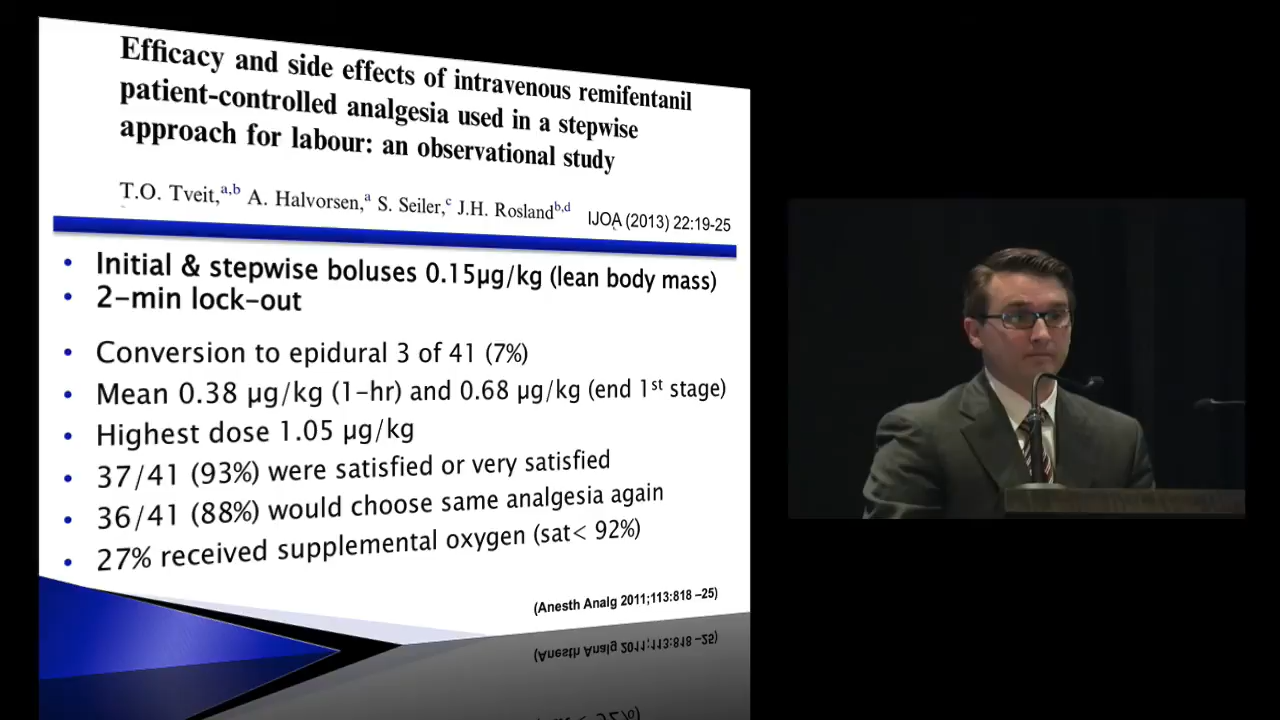 Efficacy and side effects of intravenous remifentanil
patient-controlled analgesia used in a stepwise
approach for labour: an observational study
T.O. Tveit,a,b A. Halvorsen,a S. Seiler,c J.H. Roslandb,d
IJOA (2013) 22:19-25
• Initial & stepwise boluses 0.15µg/kg (lean body mass)
• 2-min lock-out
• Conversion to epidural 3 of 41 (7%)
• Mean 0.38 µg/kg (1-hr) and 0.68 µg/kg (end 1st stage)
• Highest dose 1.05 µg/kg
• 37/41 (93%) were satisfied or very satisfied
• 36/41 (88%) would choose same analgesia again
• 27% received supplemental oxygen (sat< 92%)
(Anesth Analg 2011;113:818 –25)